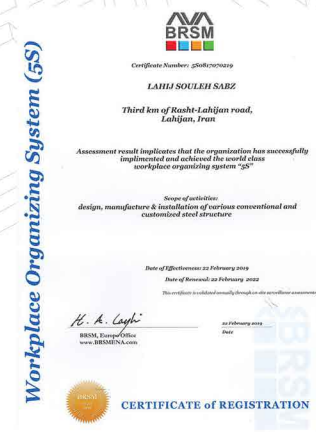 BRSM
Certificate Number: 5S0817070219
LAHIJ SOULEH SABZ
Third km of Rasht-Lahijan road,
Lahijan, Iran
Assessment result implicates that the organization has successfully
implimented and achieved the world class
workplace organizing system "5S"
Scope of activities:
design, manufacture & installation of various conventional and
customized steel structure
Date of Effectiveness: 22 February 2019
Date of Renewal: 22 February 2022
This certificate is validated annually through on-site surveillance assessments
22 February 2019
BRSM, Europe Office
Date
www.BRSMENA.com
CERTIFICATE of REGISTRATION
Workplace Organizing System (5S)
BRSM